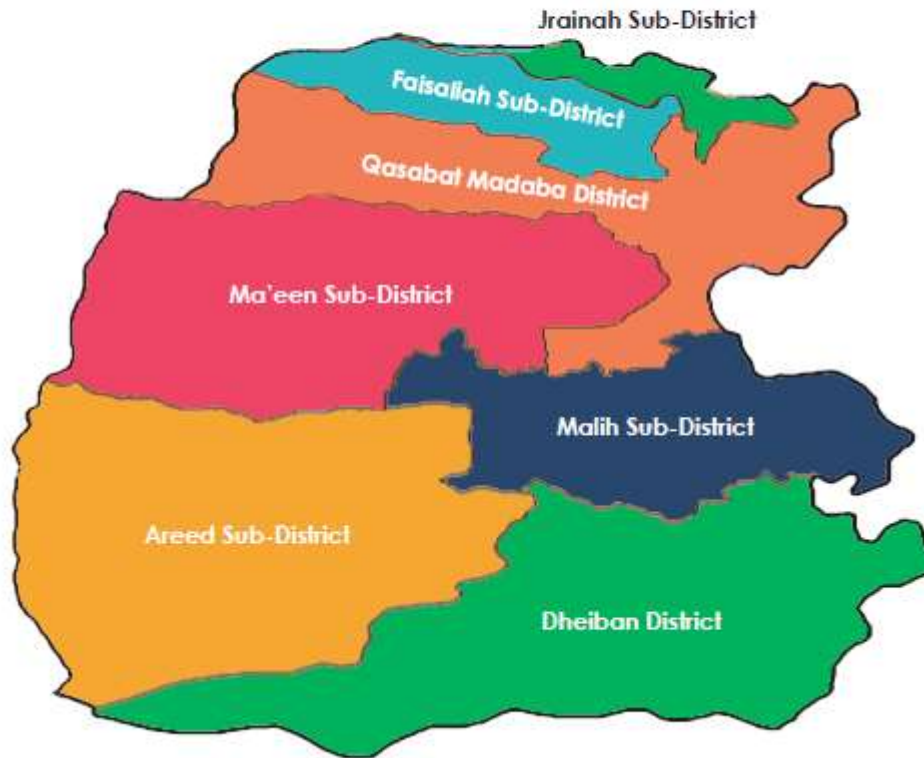 Jrainah Sub-District
Faisaliah Sub-District
Qasabat Madaba District
Ma'een Sub-District
Malih Sub-District
Areed Sub-District
Dheiban District